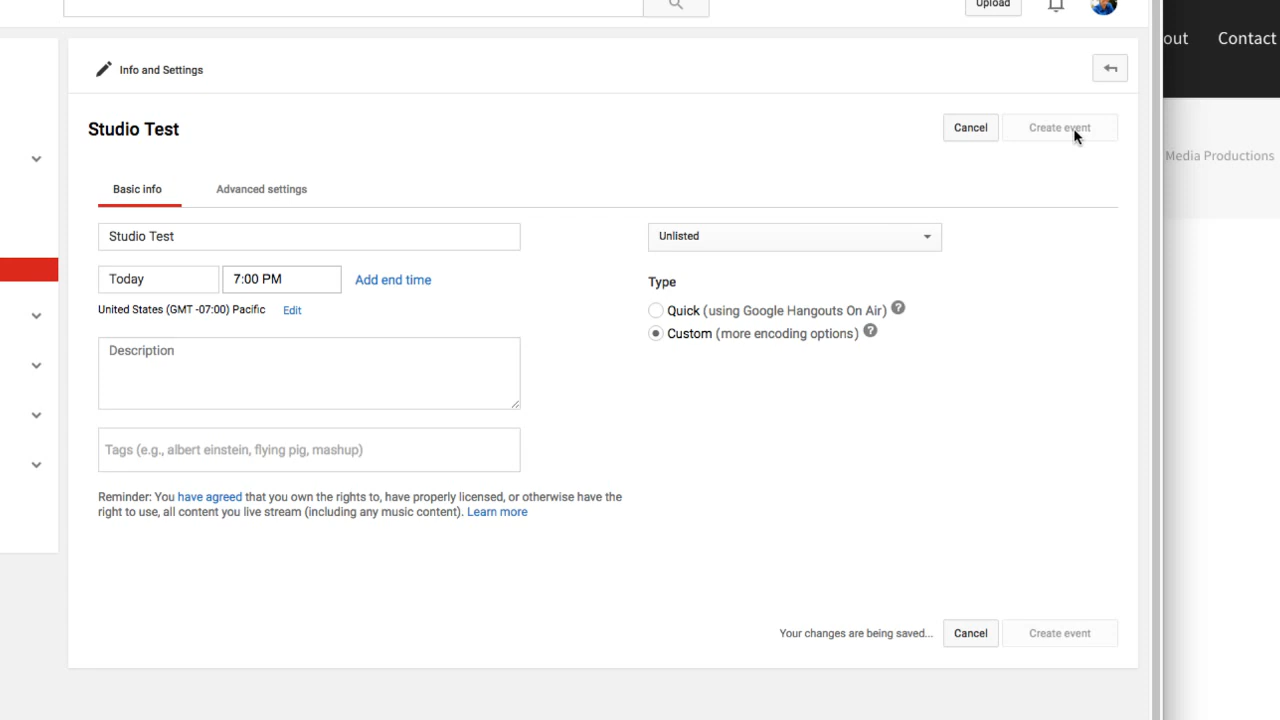 Upload
out Contact
Info and Settings
Studio Test
Cancel Create event
Media Productions
Basic info Advanced settings
Studio Test
Unlisted
Today 7:00 PM Add end time
Type
United States (GMT -07:00) Pacific Edit
Quick (using Google Hangouts On Air) ?
Custom (more encoding options) ?
Description
Tags (e.g., albert einstein, flying pig, mashup)
Reminder: You have agreed that you own the rights to, have properly licensed, or otherwise have the
right to use, all content you live stream (including any music content). Learn more
Your changes are being saved... Cancel Create event